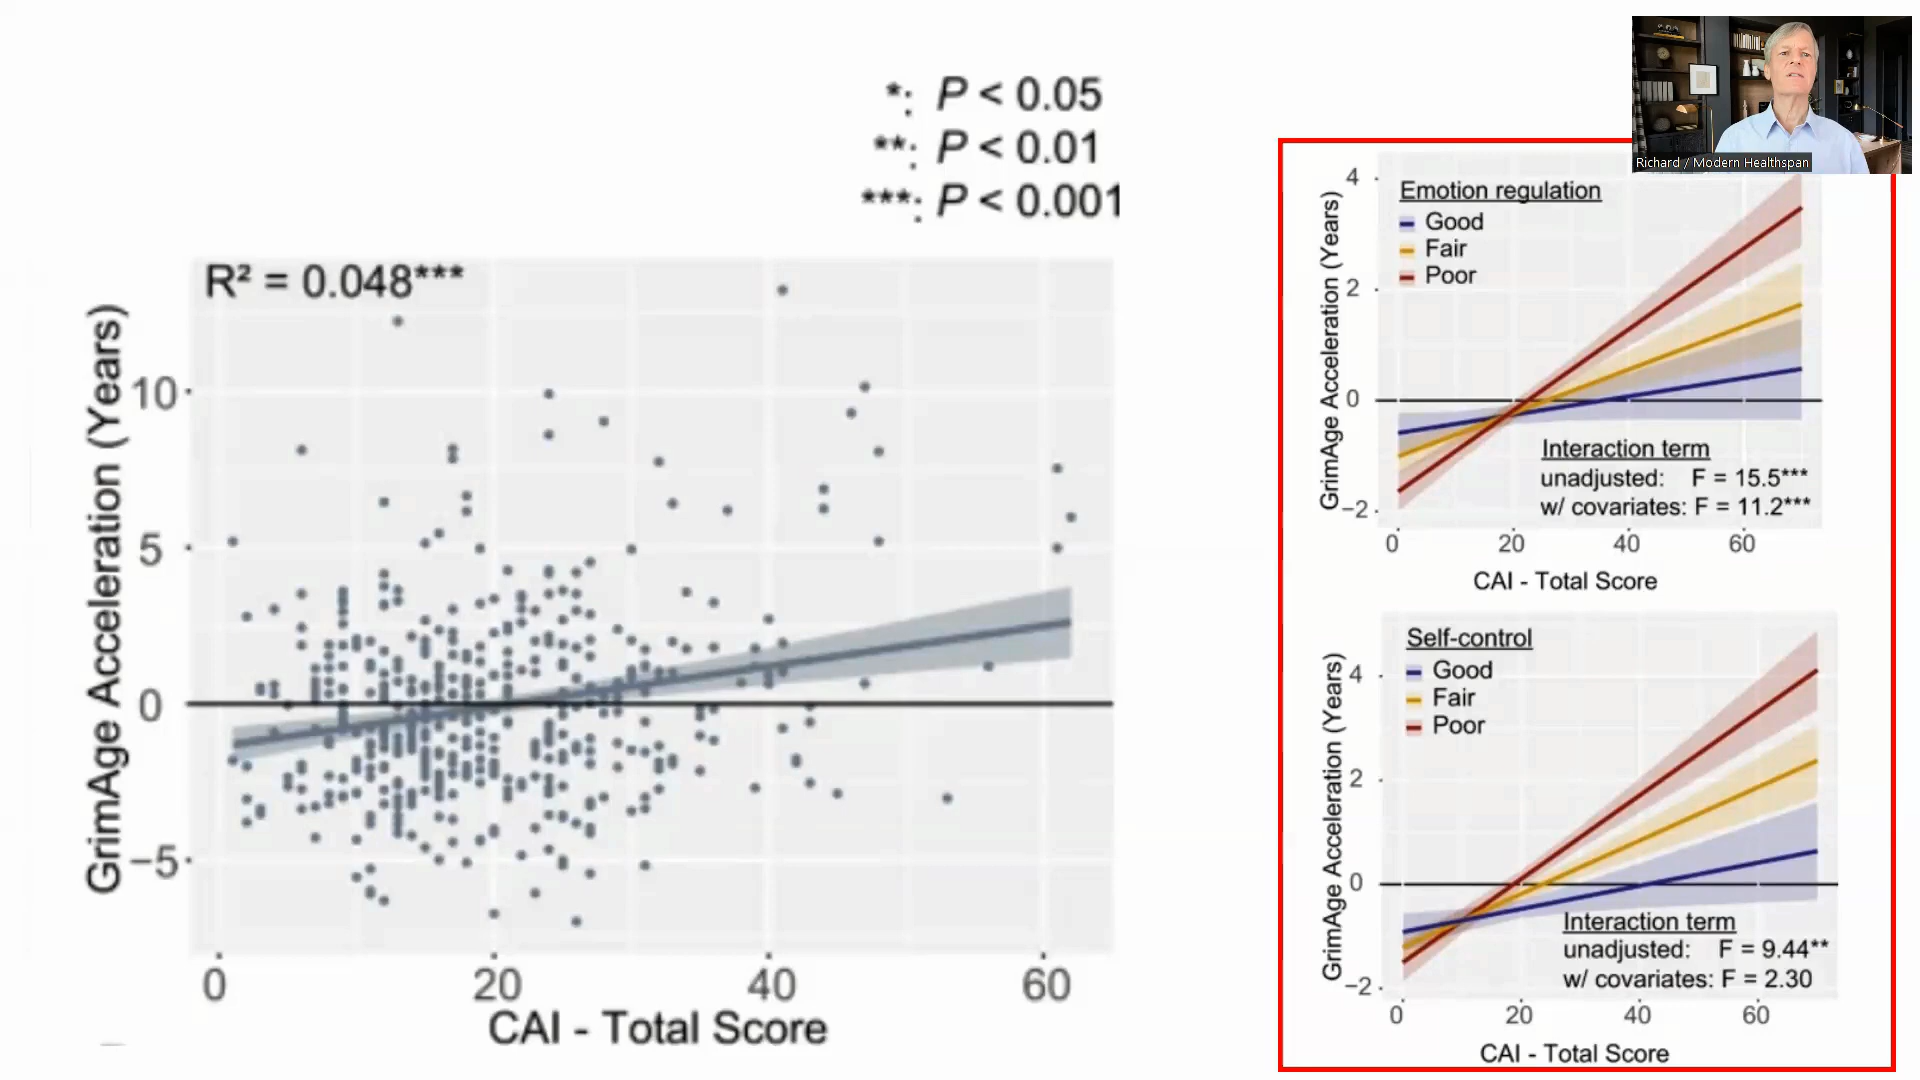 *: P < 0.05
**: P < 0.01
***: P < 0.001
R² = 0.048***
GrimAge Acceleration (Years)
10
5
0
−5
0 20 40 60
CAI - Total Score
Richard / Modern Healthspan
Emotion regulation
Good
Fair
Poor
GrimAge Acceleration (Years)
4
2
0
−2
Interaction term
unadjusted: F = 15.5***
w/ covariates: F = 11.2***
0 20 40 60
CAI - Total Score
Self-control
Good
Fair
Poor
GrimAge Acceleration (Years)
4
2
0
−2
Interaction term
unadjusted: F = 9.44**
w/ covariates: F = 2.30
0 20 40 60
CAI - Total Score